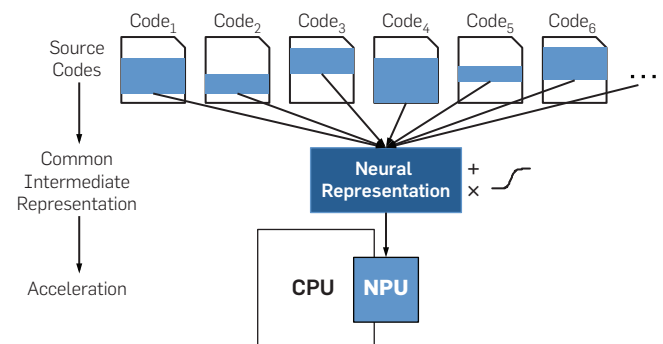 Code₁ Code₂ Code₃ Code₄ Code₅ Code₆
Source
Codes
...
Common
Intermediate
Representation
Neural
Representation
+
×
Acceleration
CPU NPU